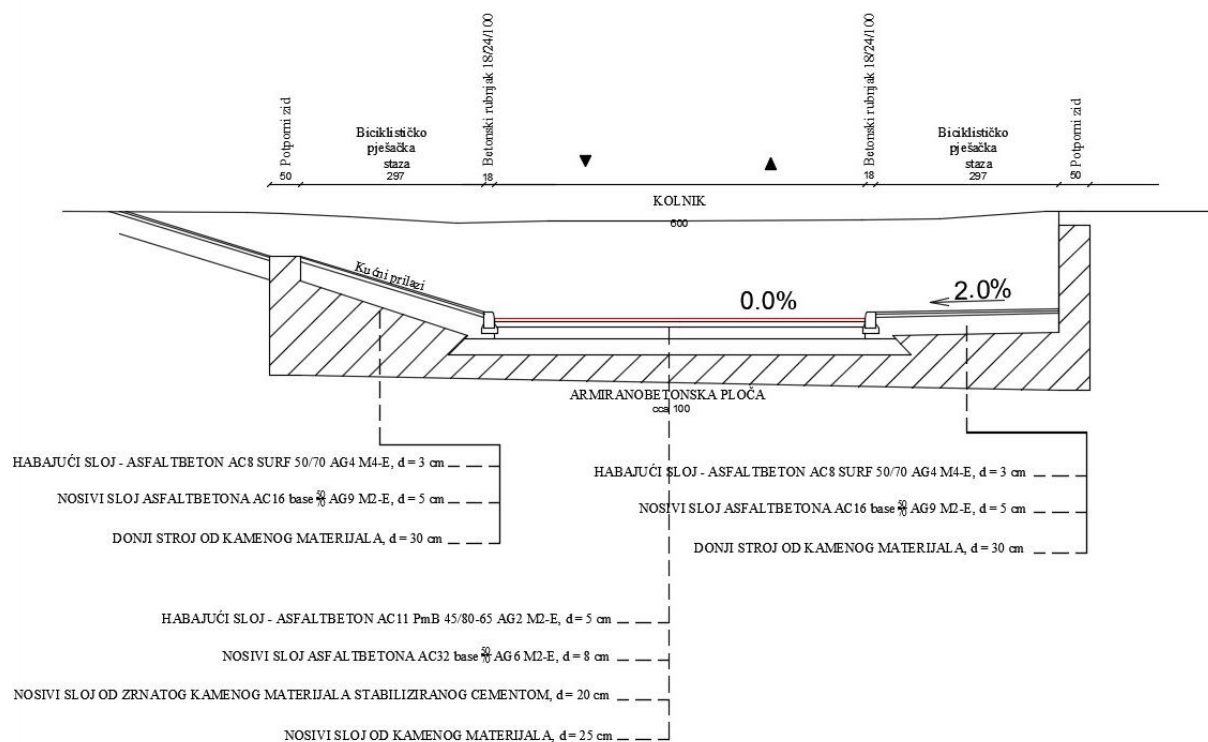 50 Potporni zid
Biciklističko
pješačka
staza
297
18 Betonski rubnjak 18/24/100
18 Betonski rubnjak 18/24/100
Biciklističko
pješačka
staza
297
50 Potporni zid
KOLNIK
600
Kućni prilazi
0.0%
2.0%
ARMIRANOBETONSKA PLOČA
cca 100
HABAJUĆI SLOJ - ASFALTBETON AC8 SURF 50/70 AG4 M4-E, d = 3 cm
NOSIVI SLOJ ASFALTBETONA AC16 base 50/70 AG9 M2-E, d = 5 cm
DONJI STROJ OD KAMENOG MATERIJALA, d = 30 cm
HABAJUĆI SLOJ - ASFALTBETON AC8 SURF 50/70 AG4 M4-E, d = 3 cm
NOSIVI SLOJ ASFALTBETONA AC16 base 50/70 AG9 M2-E, d = 5 cm
DONJI STROJ OD KAMENOG MATERIJALA, d = 30 cm
HABAJUĆI SLOJ - ASFALTBETON AC11 PmB 45/80-65 AG2 M2-E, d = 5 cm
NOSIVI SLOJ ASFALTBETONA AC32 base 50/70 AG6 M2-E, d = 8 cm
NOSIVI SLOJ OD ZRNATOG KAMENOG MATERIJALA STABILIZIRANOG CEMENTOM, d = 20 cm
NOSIVI SLOJ OD KAMENOG MATERIJALA, d = 25 cm